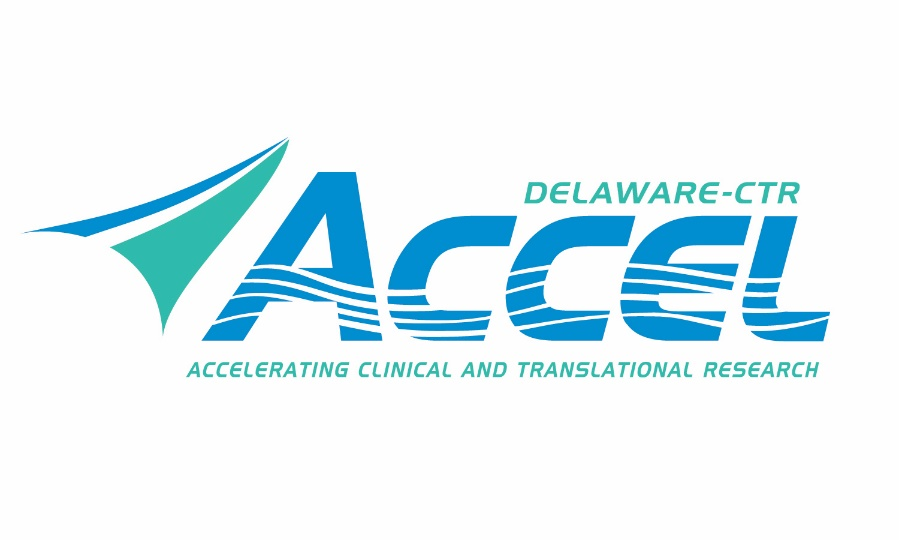 DELAWARE-CTR
ACCEL
ACCELERATING CLINICAL AND TRANSLATIONAL RESEARCH